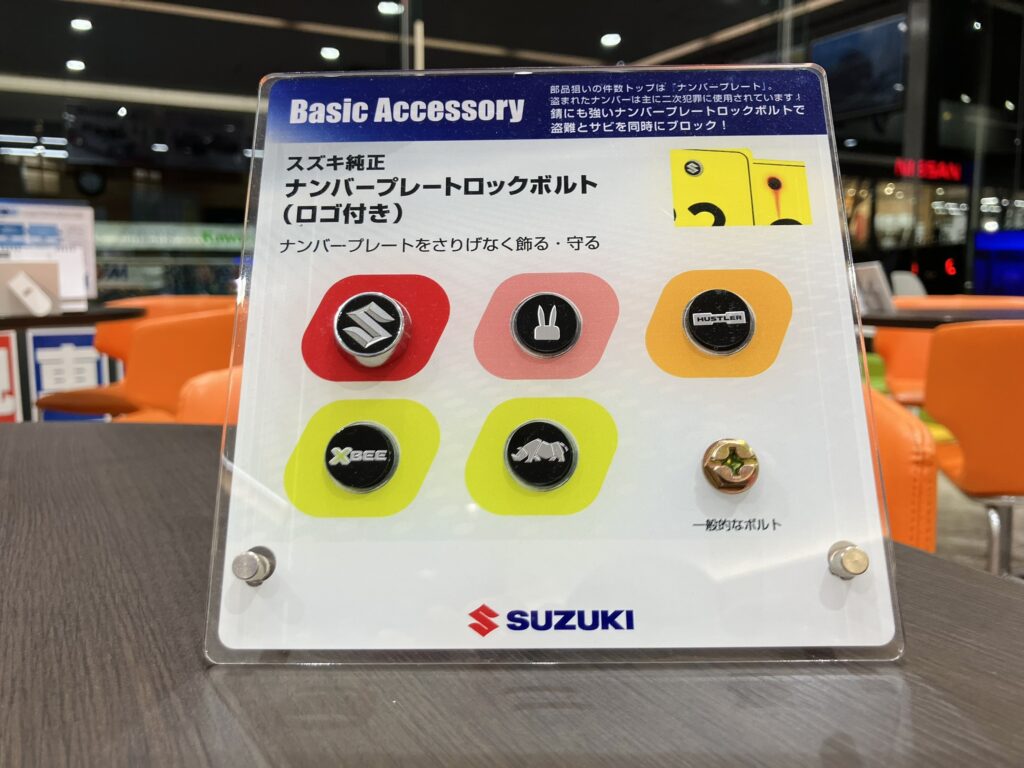 Basic Accessory
部品狙いの件数トップは『ナンバープレート』。
盗まれたナンバーは主に二次犯罪に使用されています！
錆にも強いナンバープレートロックボルトで
盗難とサビを同時にブロック！
スズキ純正
ナンバープレートロックボルト
（ロゴ付き）
ナンバープレートをさりげなく飾る・守る
HUSTLER
XBEE
一般的なボルト
SUZUKI
NISSAN